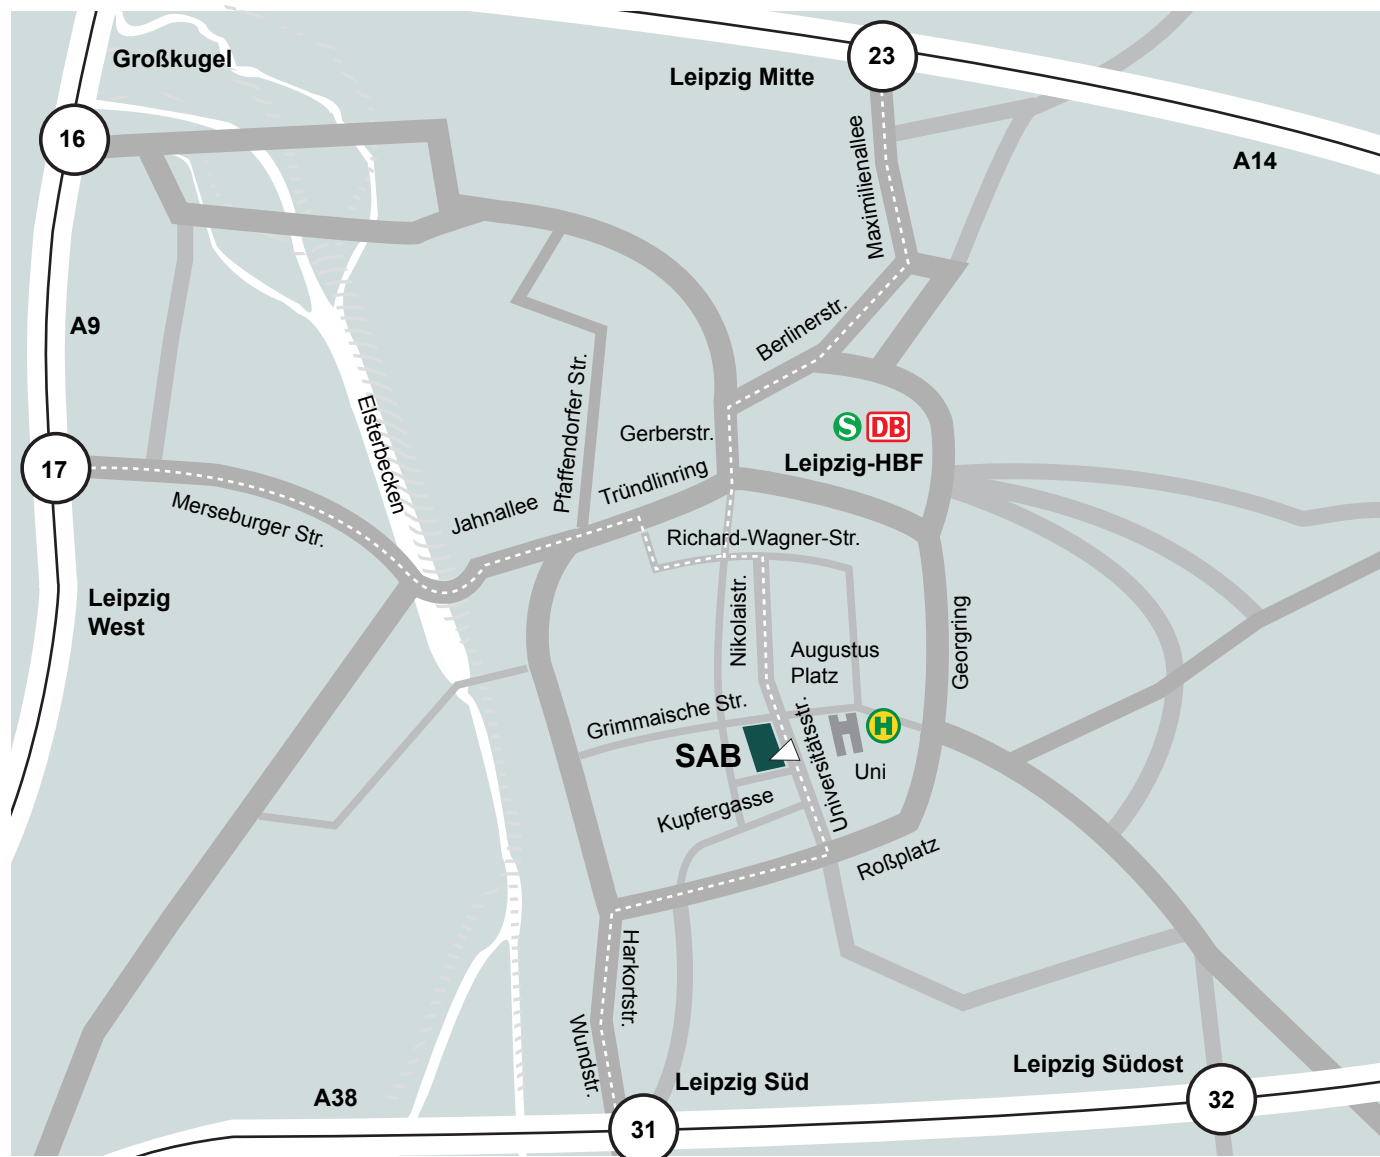 Großkugel
23
Leipzig Mitte
16
A14
Maximilienallee
A9
Berlinerstr.
Pfaffendorfer Str.
Elsterbecken
Gerberstr.
S
DB
Leipzig-HBF
17
Tründlinring
Jahnallee
Merseburger Str.
Richard-Wagner-Str.
Leipzig
West
Nikolaistr.
Georgring
Augustus
Platz
Grimmaische Str.
Universitätsstr.
H
SAB
Uni
Kupfergasse
Roßplatz
Harkortstr.
Wundstr.
Leipzig Südost
Leipzig Süd
A38
32
31